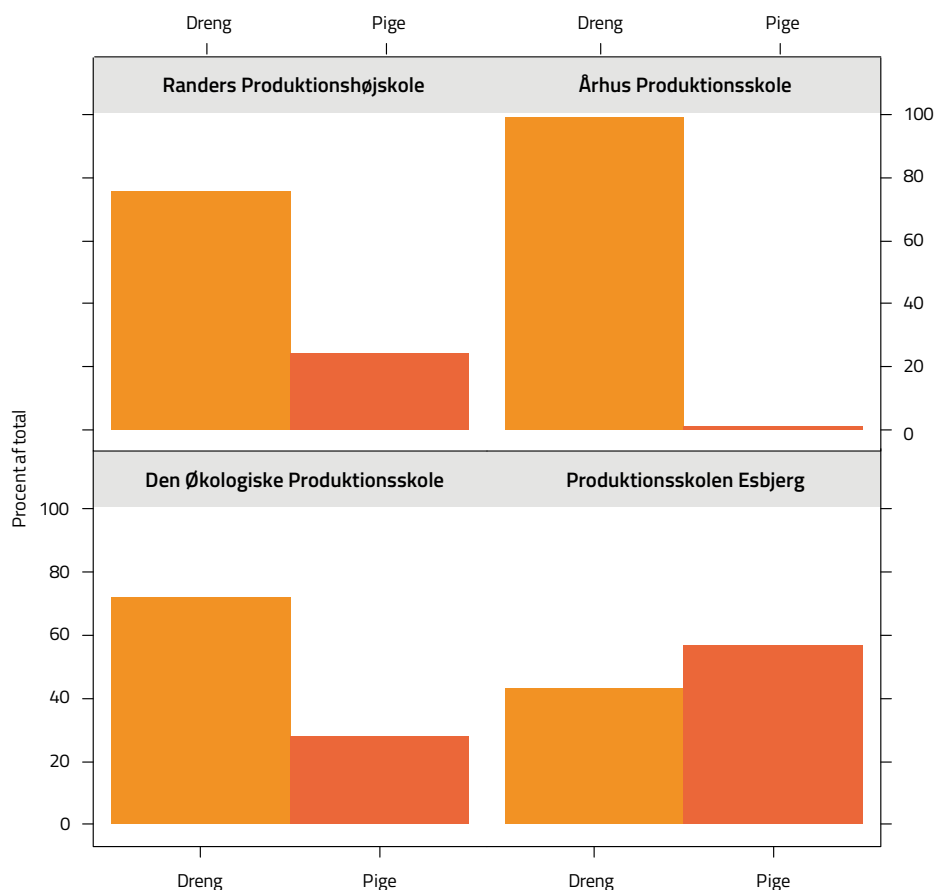 Dreng Pige Dreng Pige
Randers Produktionshøjskole Århus Produktionsskole
100
80
60
40
20
0
Procent af total
Den Økologiske Produktionsskole Produktionsskolen Esbjerg
100
80
60
40
20
0
Dreng Pige Dreng Pige